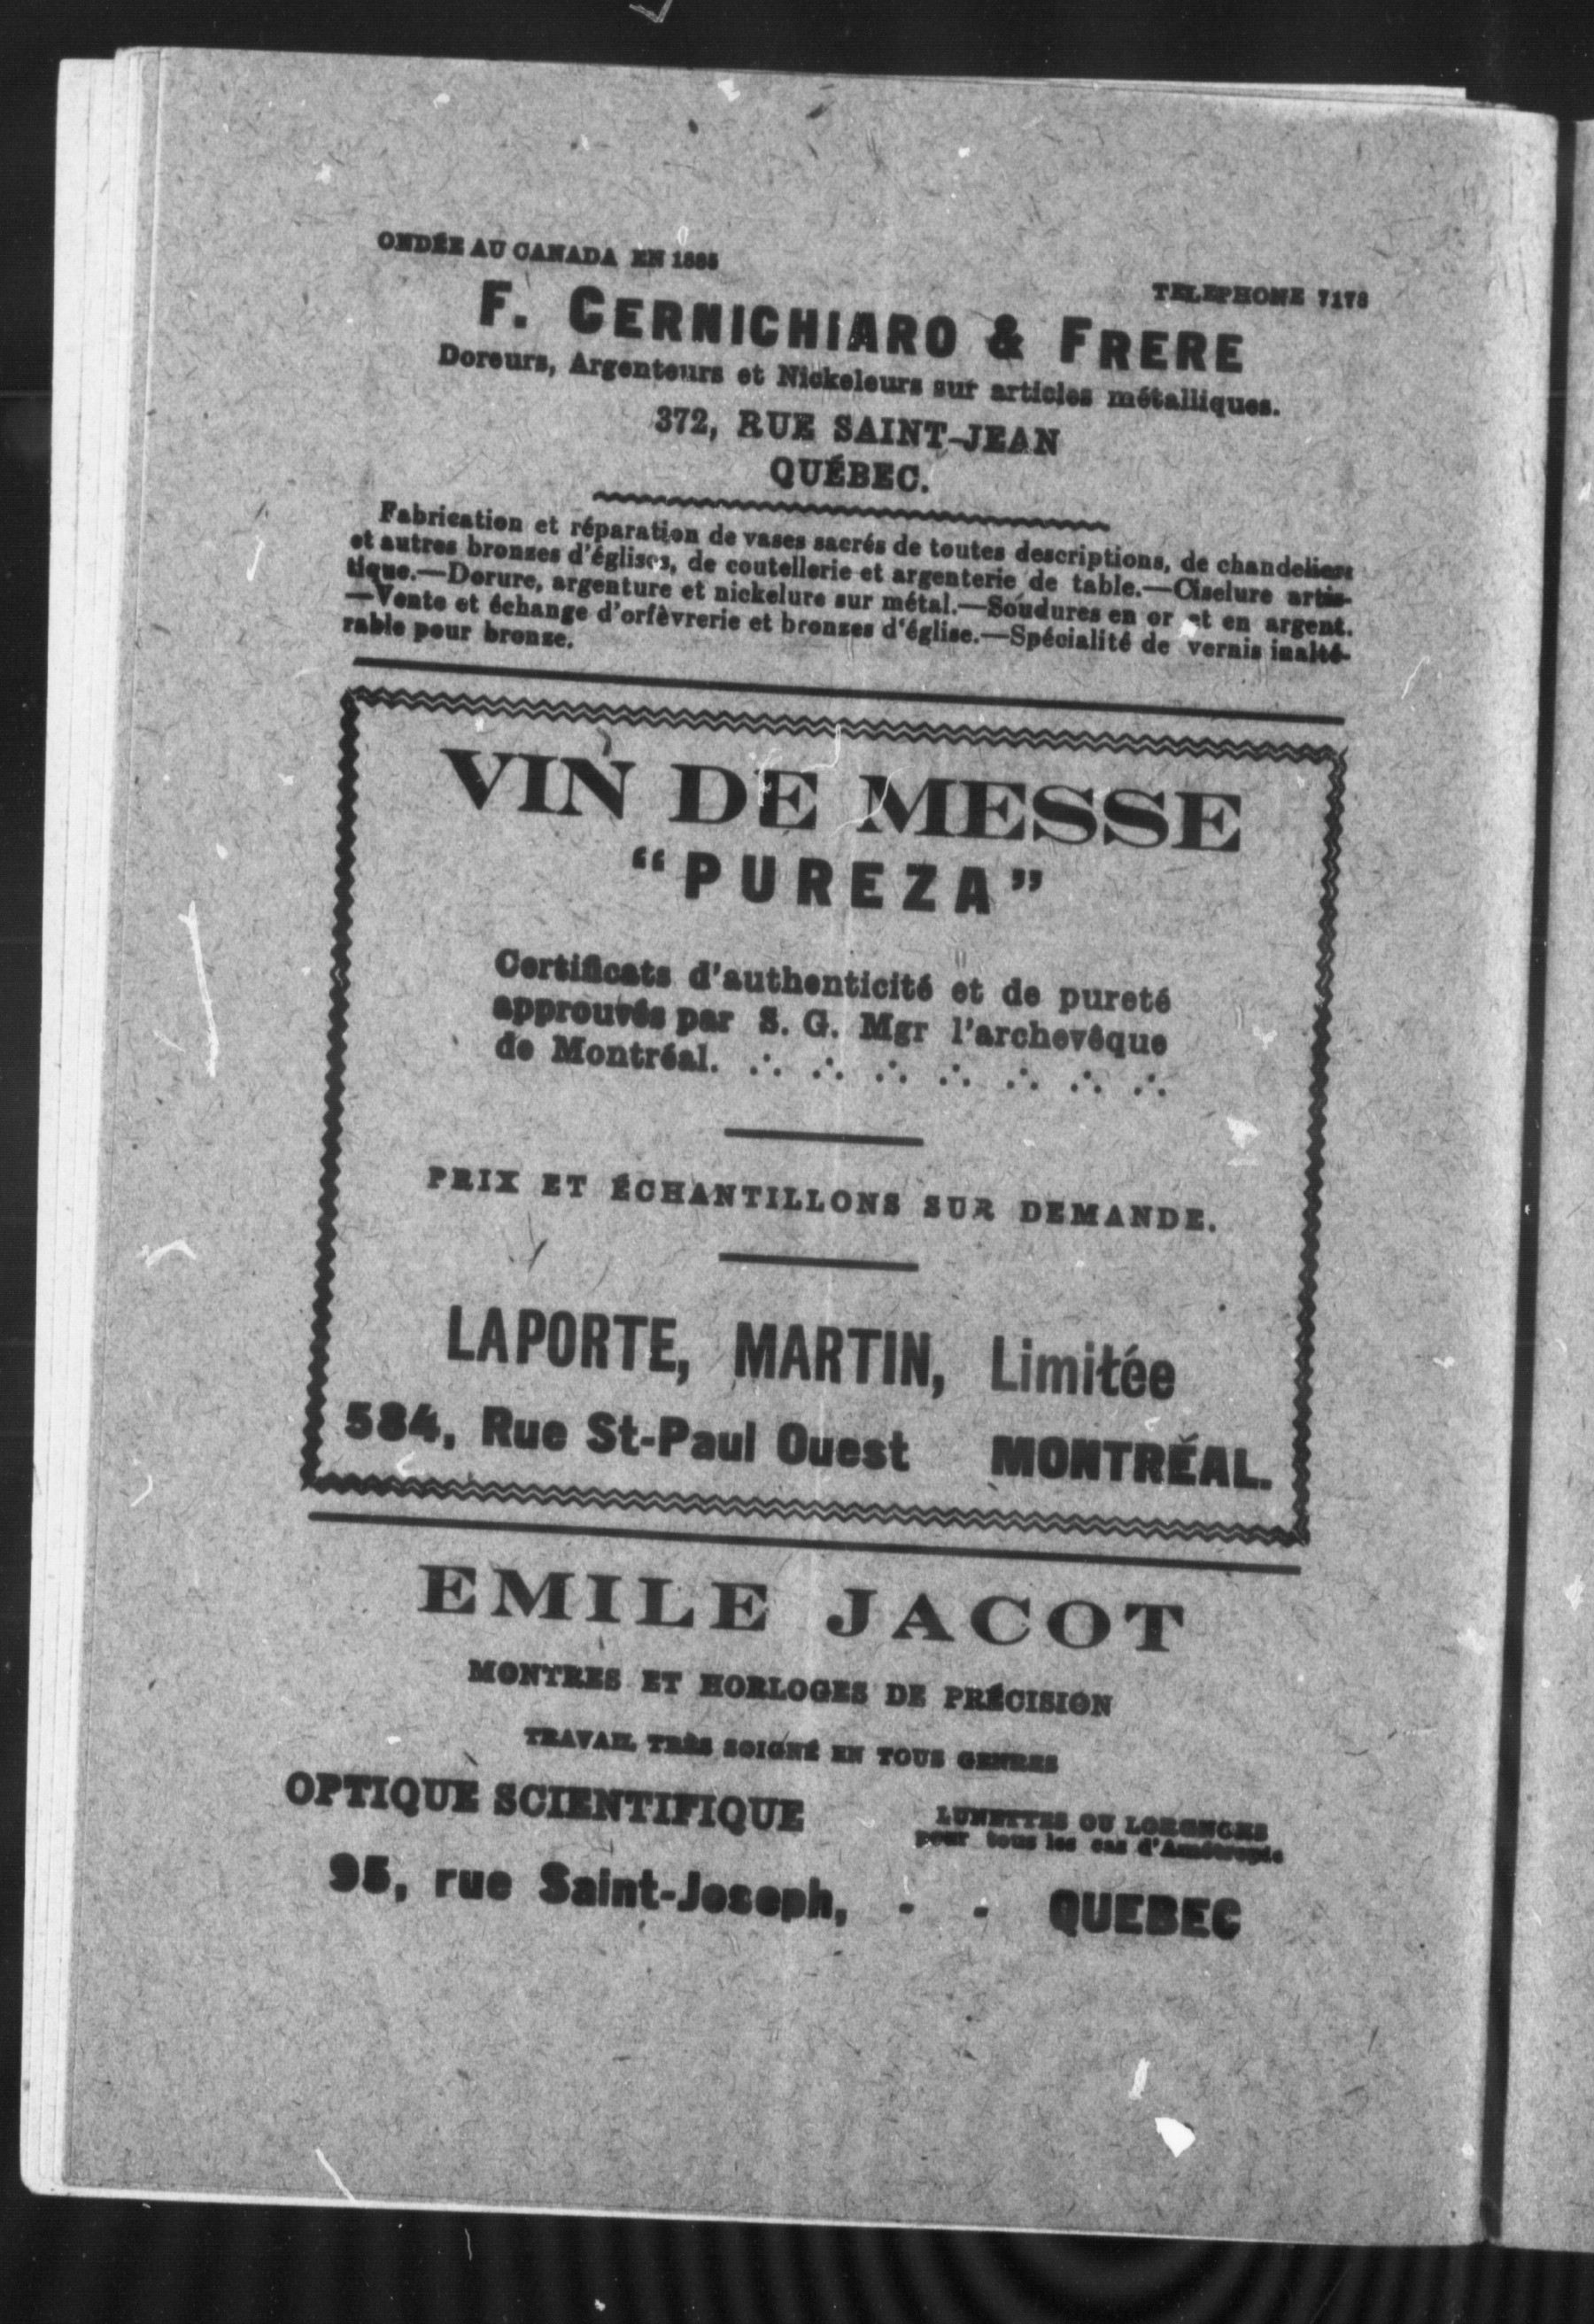 ONDÉE AU CANADA EN 1885
TELEPHONE 7178
F. CERNICHIARO & FRERE
Doreurs, Argenteurs et Nickeleurs sur articles métalliques.
372, RUE SAINT-JEAN
QUÉBEC.
Fabrication et réparation de vases sacrés de toutes descriptions, de chandeliers
et autres bronzes d'églises, de coutellerie et argenterie de table.—Ciselure artis-
tique.—Dorure, argenture et nickelure sur métal.—Soudures en or et en argent.
—Vente et échange d'orfèvrerie et bronzes d'église.—Spécialité de vernis inalté-
rable pour bronze.
VIN DE MESSE
“PUREZA”
Certificats d'authenticité et de pureté
approuvés par S. G. Mgr l'archevêque
de Montréal. ∴ ∴ ∴ ∴ ∴ ∴ ∴
PRIX ET ÉCHANTILLONS SUR DEMANDE.
LAPORTE, MARTIN, Limitée
584, Rue St-Paul Ouest MONTRÉAL.
EMILE JACOT
MONTRES ET HORLOGES DE PRÉCISION
TRAVAIL TRÈS SOIGNÉ EN TOUS GENRES
OPTIQUE SCIENTIFIQUE
LUNETTES OU LORGNONS
pour tous les cas d'Amétropie
95, rue Saint-Joseph, - - QUEBEC